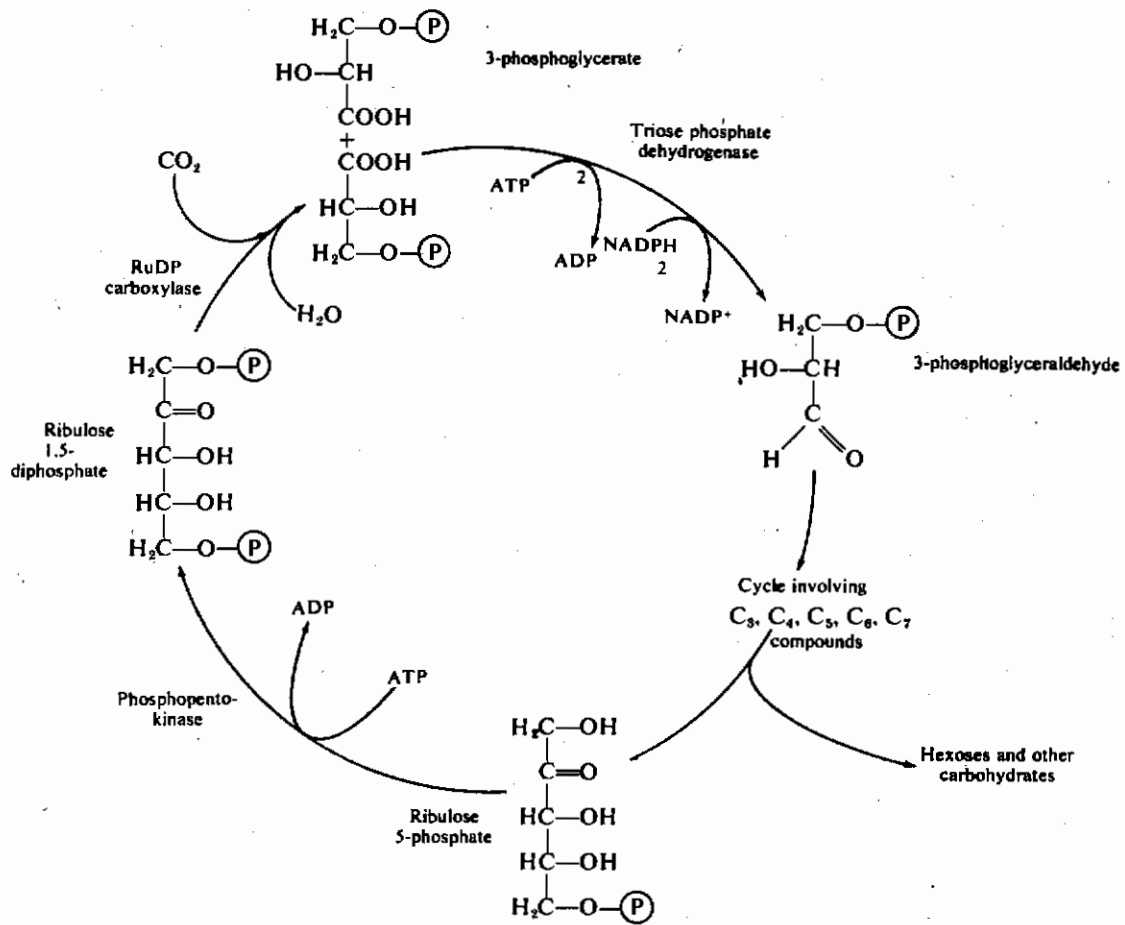 H₂C—O—P
3-phosphoglycerate
HO—CH
COOH
+
COOH
HC—OH
H₂C—O—P
CO₂
RuDP
carboxylase
H₂O
Triose phosphate
dehydrogenase
ATP
2
ADP
NADPH
2
NADP⁺
H₂C—O—P
HO—CH
C
H
O
3-phosphoglyceraldehyde
Cycle involving
C₃, C₄, C₅, C₆, C₇
compounds
Hexoses and other
carbohydrates
H₂C—OH
C=O
HC—OH
HC—OH
H₂C—O—P
Ribulose
5-phosphate
ATP
ADP
Phosphopento-
kinase
H₂C—O—P
C=O
HC—OH
HC—OH
H₂C—O—P
Ribulose
1.5-
diphosphate